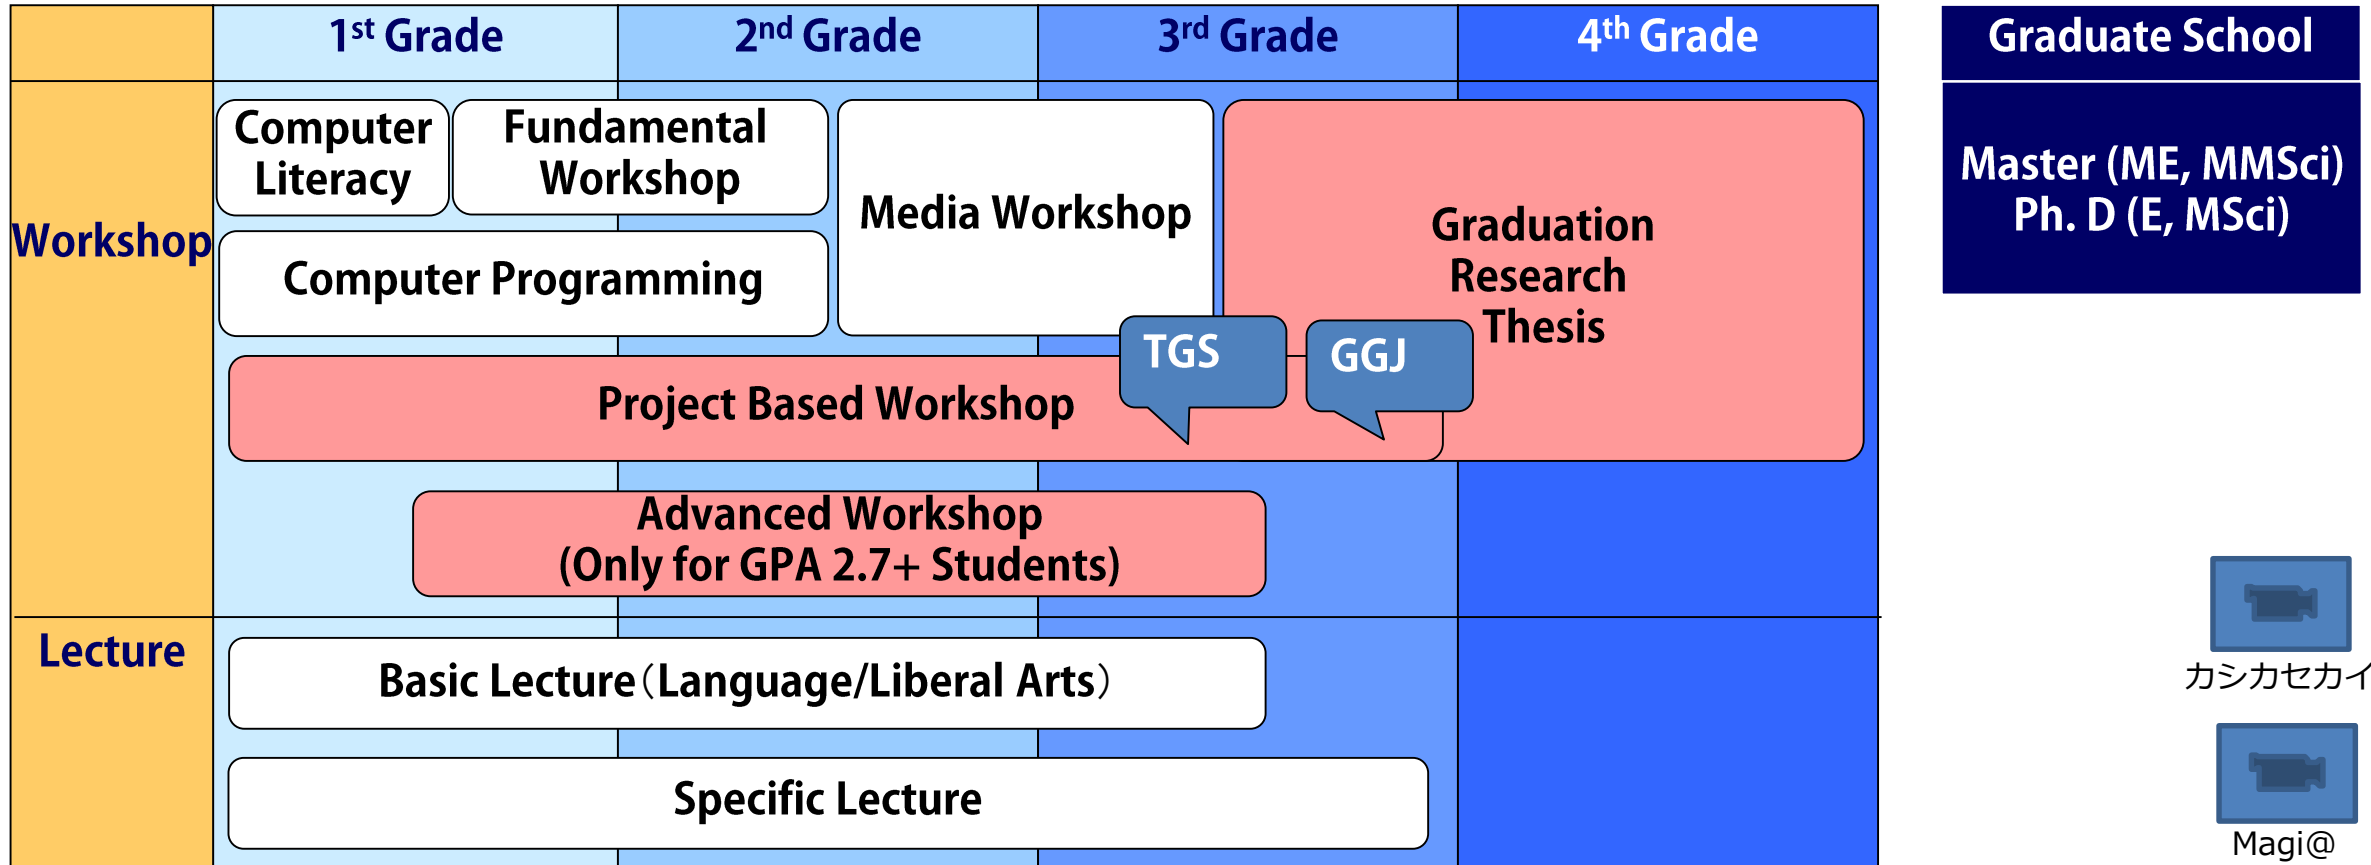 1st Grade
2nd Grade
3rd Grade
4th Grade
Graduate School
Workshop
Computer
Literacy
Fundamental
Workshop
Computer Programming
Media Workshop
Graduation
Research
Thesis
TGS
GGJ
Project Based Workshop
Advanced Workshop
(Only for GPA 2.7+ Students)
Master (ME, MMSci)
Ph. D (E, MSci)
Lecture
Basic Lecture（Language/Liberal Arts）
Specific Lecture
カシカセカイ
Magi@